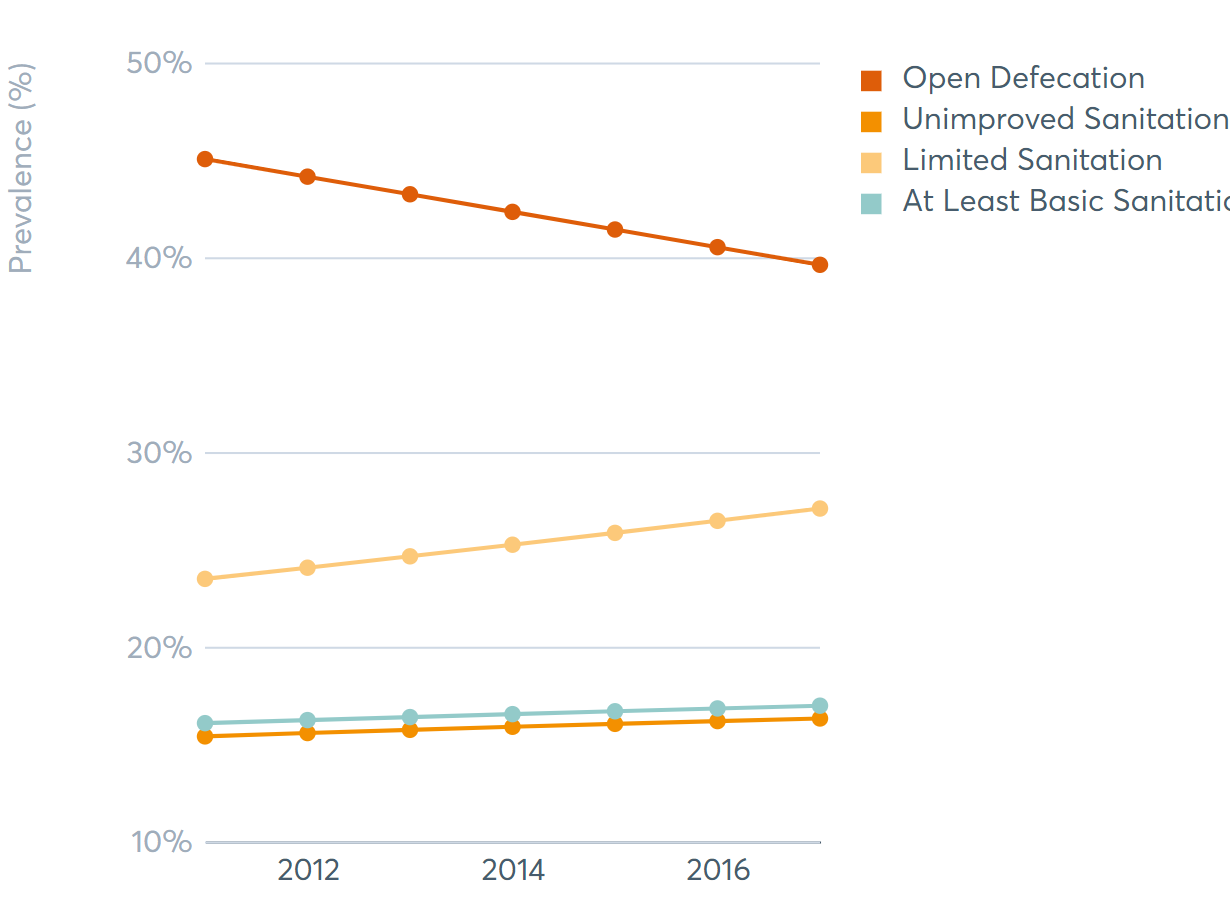 Prevalence (%)
50%
40%
30%
20%
10%
2012
2014
2016
Open Defecation
Unimproved Sanitation
Limited Sanitation
At Least Basic Sanitatio